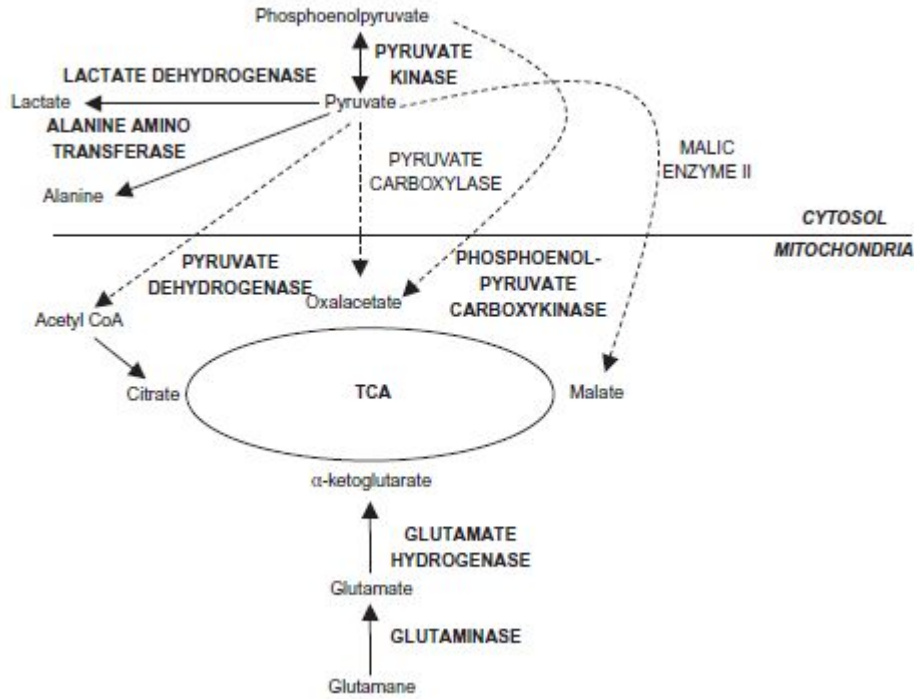 Phosphoenolpyruvate
PYRUVATE
KINASE
LACTATE DEHYDROGENASE
Lactate
Pyruvate
ALANINE AMINO
TRANSFERASE
PYRUVATE
CARBOXYLASE
MALIC
ENZYME II
Alanine
CYTOSOL
MITOCHONDRIA
PYRUVATE
DEHYDROGENASE
PHOSPHOENOL-
PYRUVATE
CARBOXYKINASE
Oxalacetate
Acetyl CoA
Citrate
TCA
Malate
α-ketoglutarate
GLUTAMATE
HYDROGENASE
Glutamate
GLUTAMINASE
Glutamane